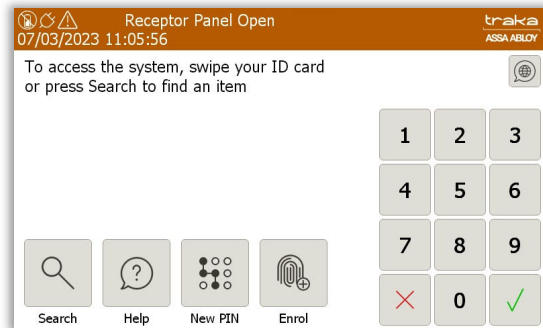 Receptor Panel Open
07/03/2023 11:05:56
traka
ASSA ABLOY
To access the system, swipe your ID card
or press Search to find an item
1 2 3
4 5 6
7 8 9
0
Search Help New PIN Enrol